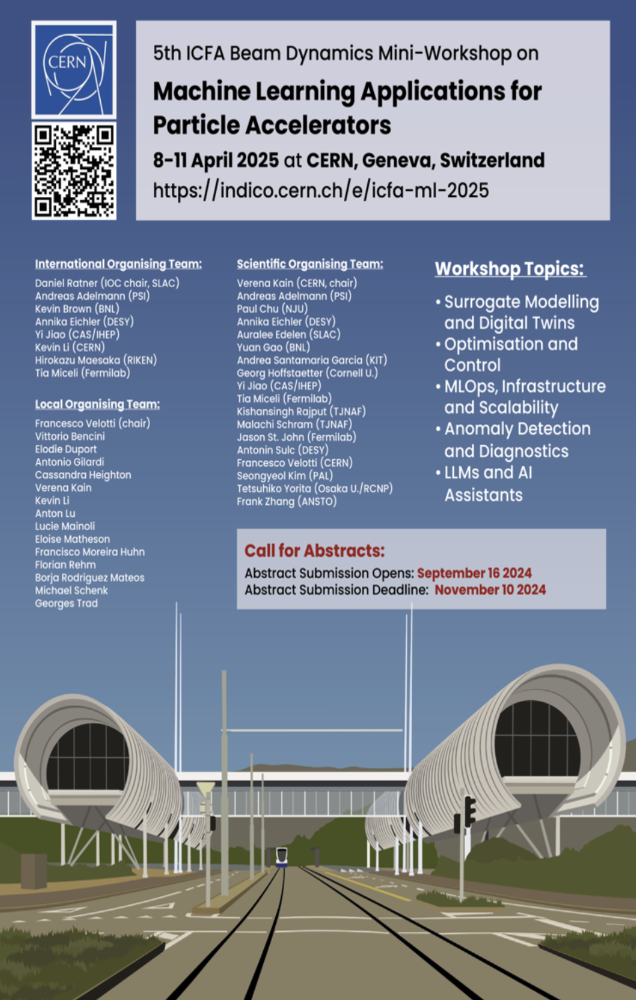 CERN
5th ICFA Beam Dynamics Mini-Workshop on
Machine Learning Applications for
Particle Accelerators
8-11 April 2025 at CERN, Geneva, Switzerland
https://indico.cern.ch/e/icfa-ml-2025
International Organising Team:
Daniel Ratner (IOC chair, SLAC)
Andreas Adelmann (PSI)
Kevin Brown (BNL)
Annika Eichler (DESY)
Yi Jiao (CAS/IHEP)
Kevin Li (CERN)
Hirokazu Maesaka (RIKEN)
Tia Miceli (Fermilab)
Local Organising Team:
Francesco Velotti (chair)
Vittorio Bencini
Elodie Duport
Antonio Gilardi
Cassandra Heighton
Verena Kain
Kevin Li
Anton Lu
Lucie Mainoli
Eloise Matheson
Francisco Moreira Huhn
Florian Rehm
Borja Rodriguez Mateos
Michael Schenk
Georges Trad
Scientific Organising Team:
Verena Kain (CERN, chair)
Andreas Adelmann (PSI)
Paul Chu (NJU)
Annika Eichler (DESY)
Auralee Edelen (SLAC)
Yuan Gao (BNL)
Andrea Santamaria Garcia (KIT)
Georg Hoffstaetter (Cornell U.)
Yi Jiao (CAS/IHEP)
Tia Miceli (Fermilab)
Kishansingh Rajput (TJNAF)
Malachi Schram (TJNAF)
Jason St. John (Fermilab)
Antonin Sulc (DESY)
Francesco Velotti (CERN)
Seongyeol Kim (PAL)
Tetsuhiko Yorita (Osaka U./RCNP)
Frank Zhang (ANSTO)
Workshop Topics:
• Surrogate Modelling
and Digital Twins
• Optimisation and
Control
• MLOps, Infrastructure
and Scalability
• Anomaly Detection
and Diagnostics
• LLMs and AI
Assistants
Call for Abstracts:
Abstract Submission Opens: September 16 2024
Abstract Submission Deadline: November 10 2024